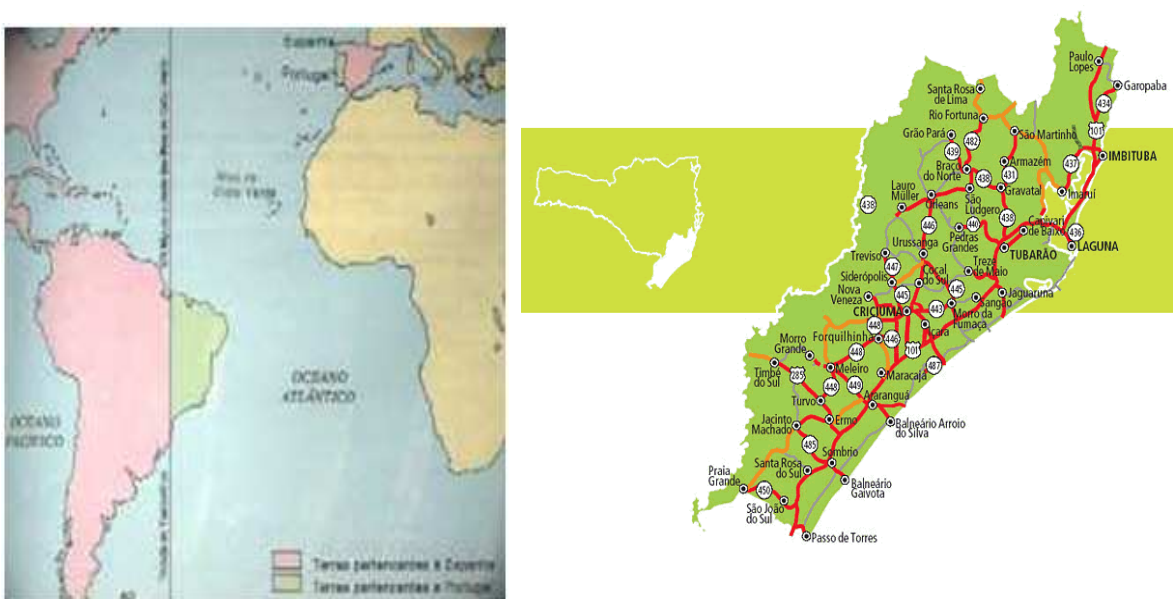 Espanha
Portugal
OCEANO
ATLÂNTICO
OCEANO
PACÍFICO
Terras pertencentes à Espanha
Terras pertencentes a Portugal
Paulo
Lopes
Garopaba
434
Santa Rosa
de Lima
Rio Fortuna
101
Grão Pará
482
São Martinho
439
IMBITUBA
437
Braço
do Norte
Armazém
431
438
Gravatal
Imaruí
Lauro
Müller
Orleans
São
Ludgero
438
438
446
440
Capivari
de Baixo
436
Pedras
Grandes
LAGUNA
TUBARÃO
Urussanga
Treviso
447
Treze
de Maio
Siderópolis
Cocal
do Sul
Nova
Veneza
445
445
Sangão
Jaguaruna
CRICIÚMA
443
Morro da
Fumaça
448
Içara
Forquilhinha
446
101
Morro
Grande
448
487
Timbé
do Sul
285
Meleiro
Maracajá
448
449
Turvo
Araranguá
Jacinto
Machado
Ermo
Balneário Arroio
do Silva
485
Sombrio
Praia
Grande
Santa Rosa
do Sul
450
Balneário
Gaivota
São João
do Sul
Passo de Torres